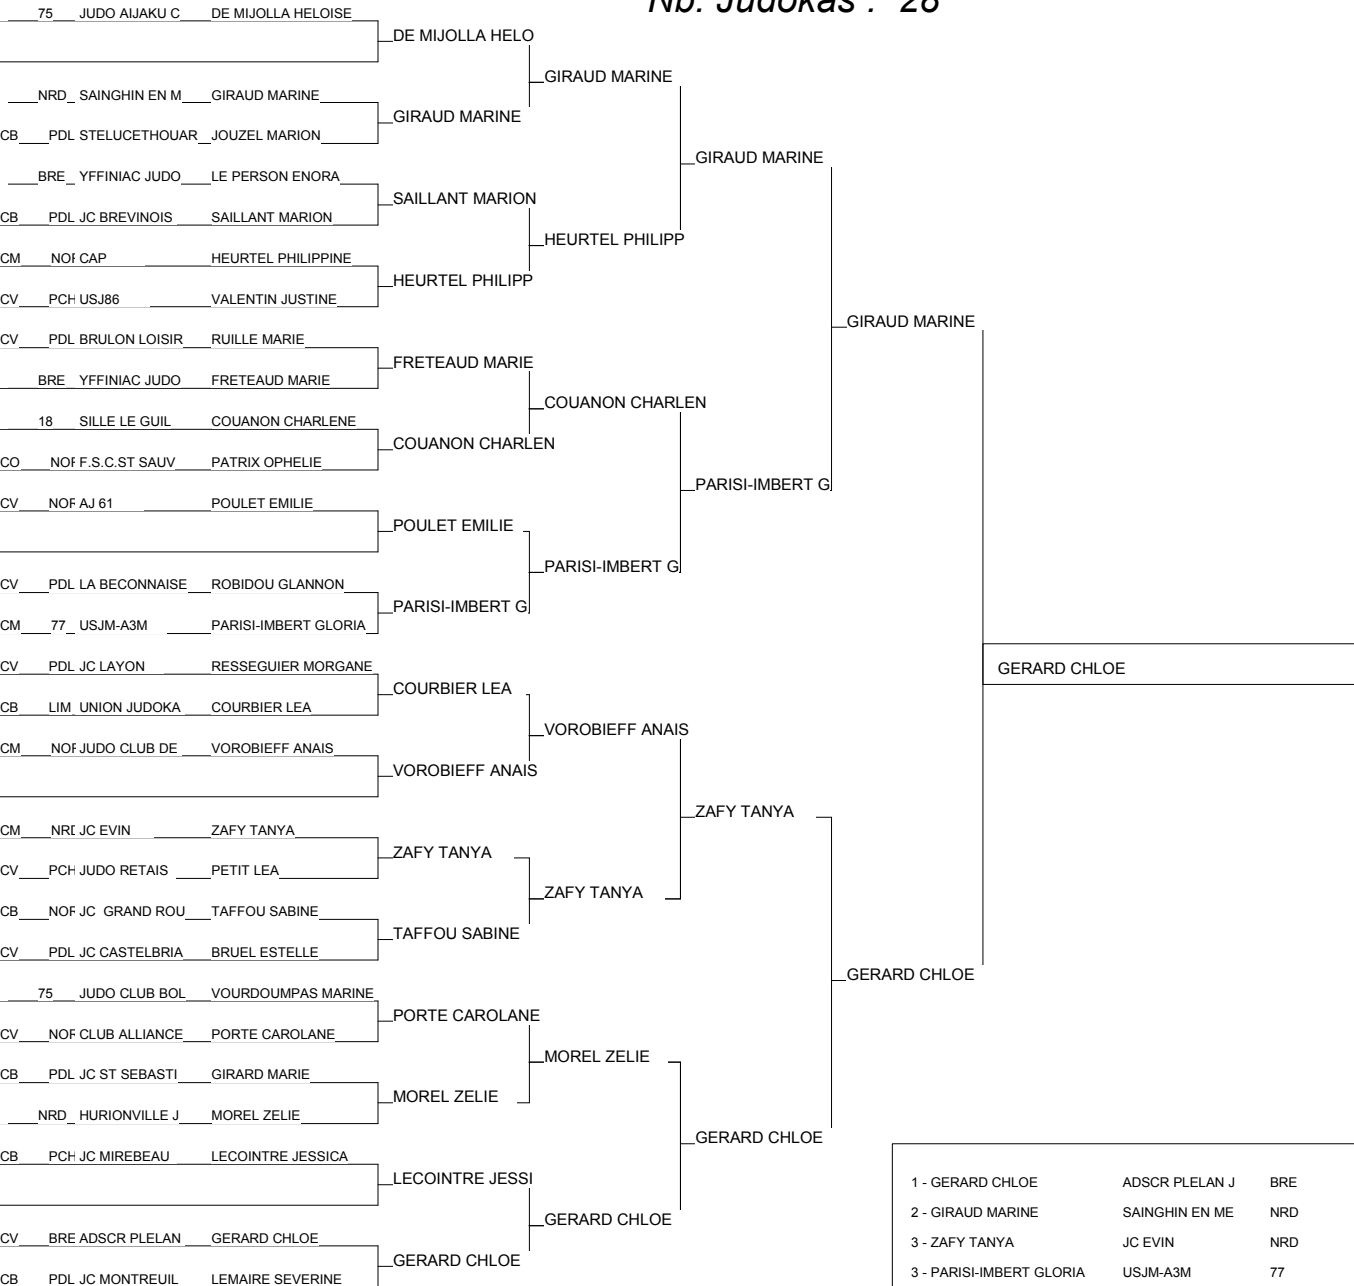 Nb. Judokas : 28
75 JUDO AIJAKU C DE MIJOLLA HELOISE
DE MIJOLLA HELO
GIRAUD MARINE
NRD SAINGHIN EN M GIRAUD MARINE
GIRAUD MARINE
CB PDL STELUCETHOUAR JOUZEL MARION
GIRAUD MARINE
BRE YFFINIAC JUDO LE PERSON ENORA
SAILLANT MARION
CB PDL JC BREVINOIS SAILLANT MARION
HEURTEL PHILIPP
CM NOR CAP HEURTEL PHILIPPINE
HEURTEL PHILIPP
CV PCH USJ86 VALENTIN JUSTINE
GIRAUD MARINE
CV PDL BRULON LOISIR RUILLE MARIE
FRETEAUD MARIE
BRE YFFINIAC JUDO FRETEAUD MARIE
COUANON CHARLEN
18 SILLE LE GUIL COUANON CHARLENE
COUANON CHARLEN
CO NOR F.S.C.ST SAUV PATRIX OPHELIE
PARISI-IMBERT G
CV NOR AJ 61 POULET EMILIE
POULET EMILIE
PARISI-IMBERT G
CV PDL LA BECONNAISE ROBIDOU GLANNON
PARISI-IMBERT G
CM 77 USJM-A3M PARISI-IMBERT GLORIA
CV PDL JC LAYON RESSEGUIER MORGANE
GERARD CHLOE
COURBIER LEA
CB LIM UNION JUDOKA COURBIER LEA
VOROBIEFF ANAIS
CM NOR JUDO CLUB DE VOROBIEFF ANAIS
VOROBIEFF ANAIS
ZAFY TANYA
CM NRD JC EVIN ZAFY TANYA
ZAFY TANYA
CV PCH JUDO RETAIS PETIT LEA
ZAFY TANYA
CB NOR JC GRAND ROU TAFFOU SABINE
TAFFOU SABINE
CV PDL JC CASTELBRIA BRUEL ESTELLE
GERARD CHLOE
75 JUDO CLUB BOL VOURDOUMPAS MARINE
PORTE CAROLANE
CV NOR CLUB ALLIANCE PORTE CAROLANE
MOREL ZELIE
CB PDL JC ST SEBASTI GIRARD MARIE
MOREL ZELIE
NRD HURIONVILLE J MOREL ZELIE
GERARD CHLOE
CB PCH JC MIREBEAU LECOINTRE JESSICA
LECOINTRE JESSI
1 - GERARD CHLOE ADSCR PLELAN J BRE
2 - GIRAUD MARINE SAINGHIN EN ME NRD
GERARD CHLOE
CV BRE ADSCR PLELAN GERARD CHLOE
3 - ZAFY TANYA JC EVIN NRD
GERARD CHLOE
3 - PARISI-IMBERT GLORIA USJM-A3M 77
CB PDL JC MONTREUIL LEMAIRE SEVERINE